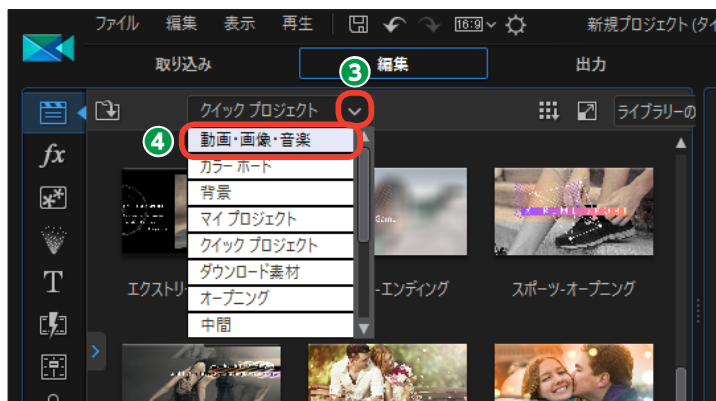 ファイル 編集 表示 再生 16:9 新規プロジェクト (タイ
取り込み 編集 出力
3
クイック プロジェクト ライブラリーの
4
動画・画像・音楽
fx
カラー ボード
背景
マイ プロジェクト
クイック プロジェクト
ダウンロード素材
オープニング
中間
T
エクストリ -エンディング スポーツ-オープニング